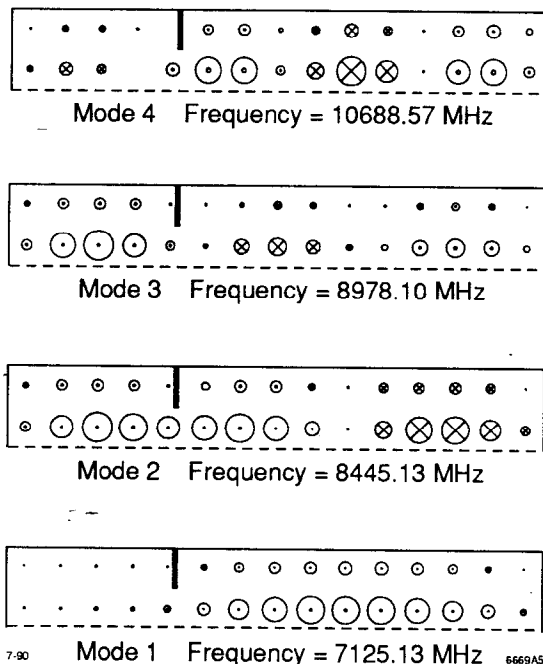 Mode 4 Frequency = 10688.57 MHz
Mode 3 Frequency = 8978.10 MHz
Mode 2 Frequency = 8445.13 MHz
7-90 Mode 1 Frequency = 7125.13 MHz 6669A5